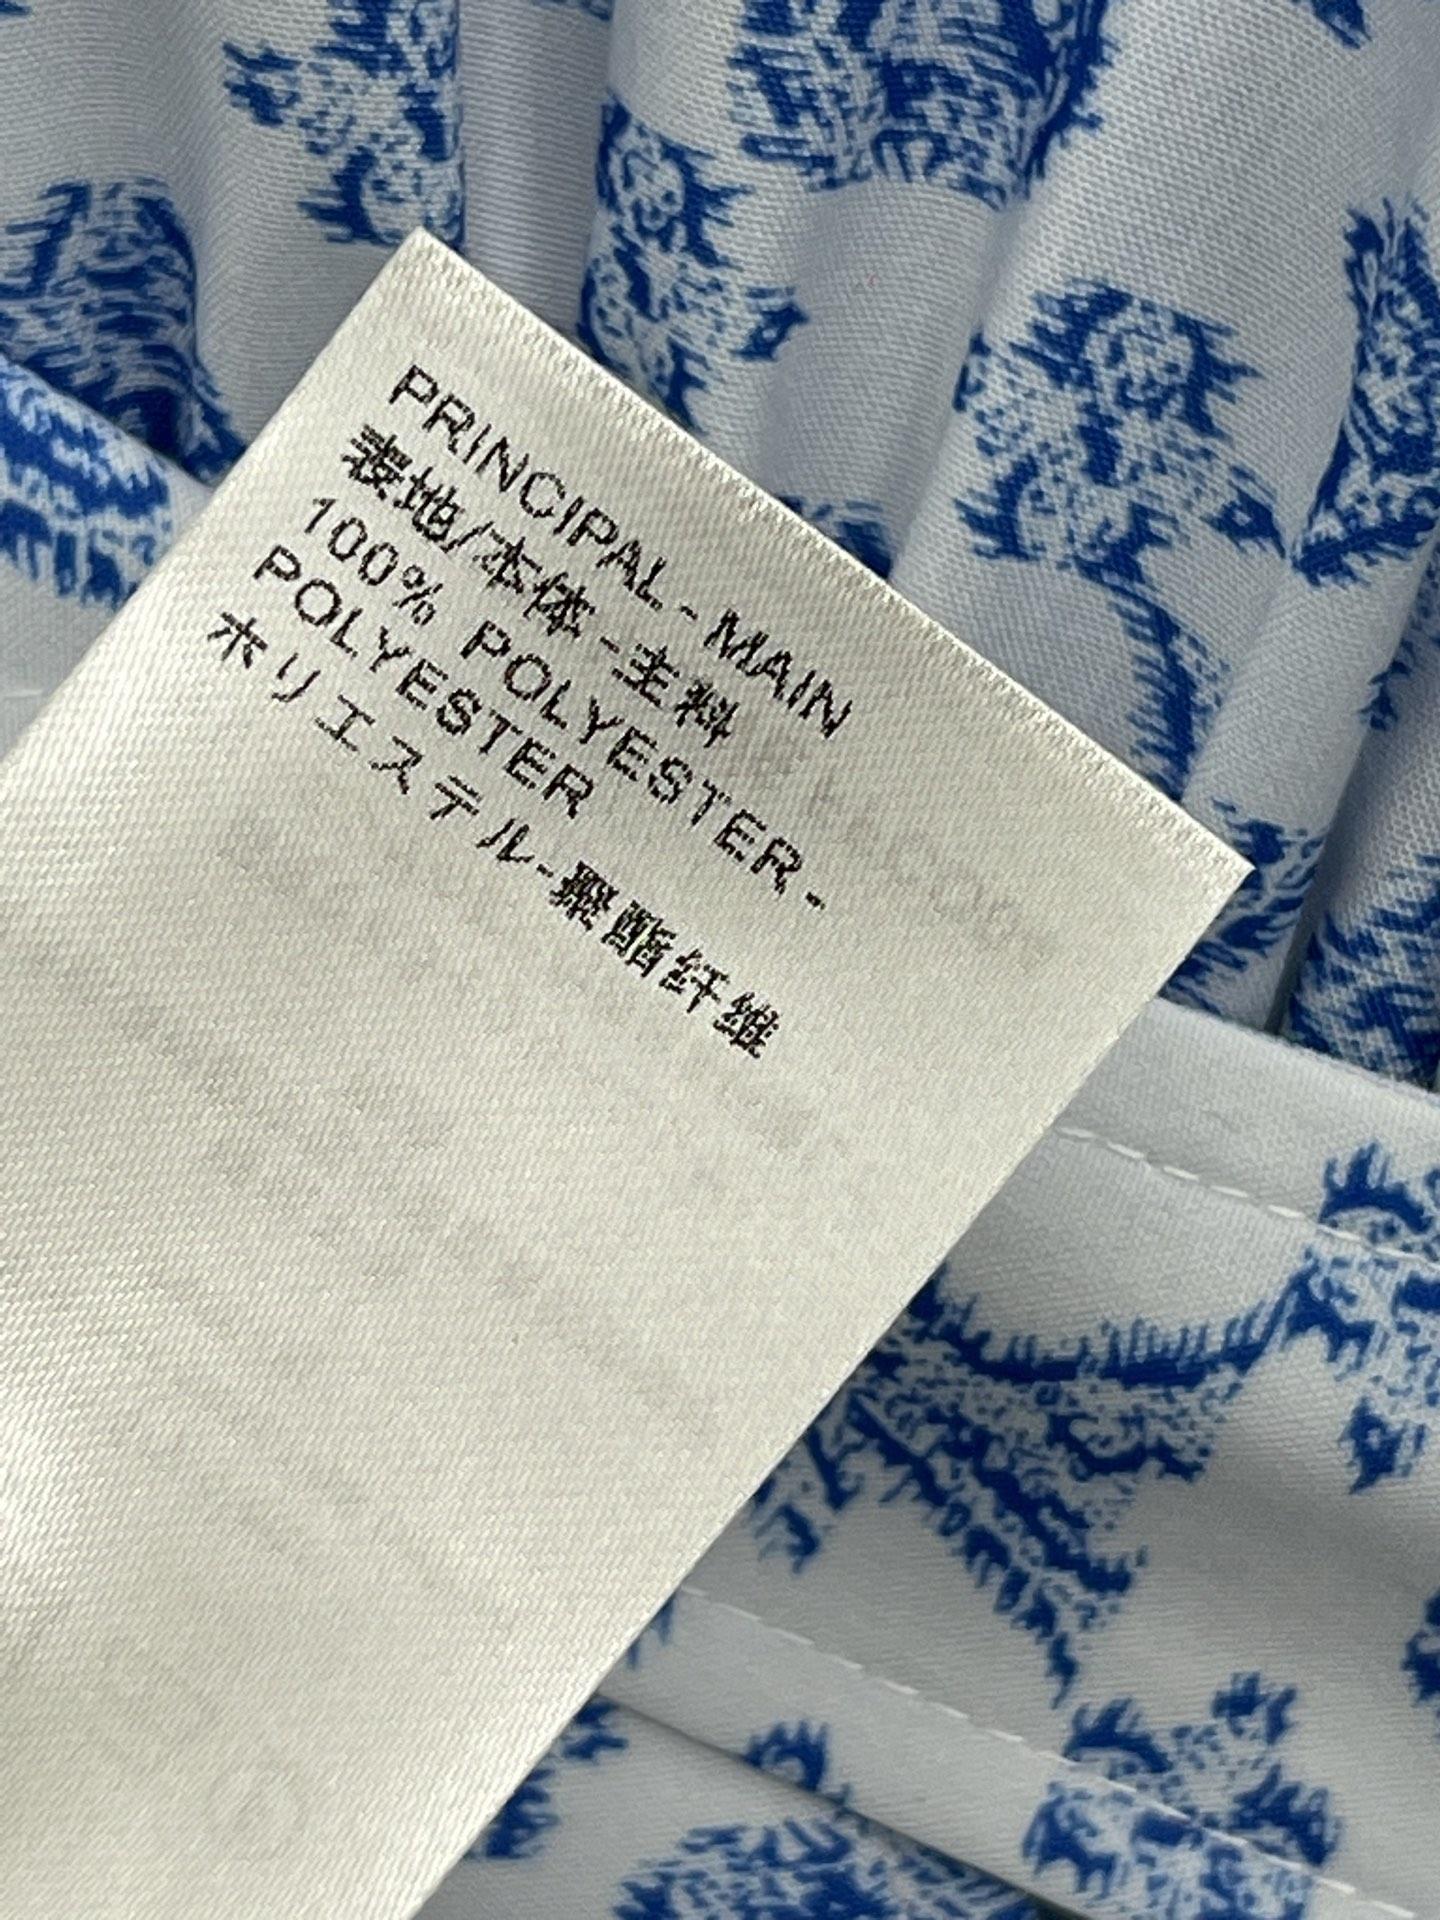 PRINCIPAL - MAIN
表地/本体 - 主料
100% POLYESTER -
POLYESTER
ポリエステル - 聚酯纤维